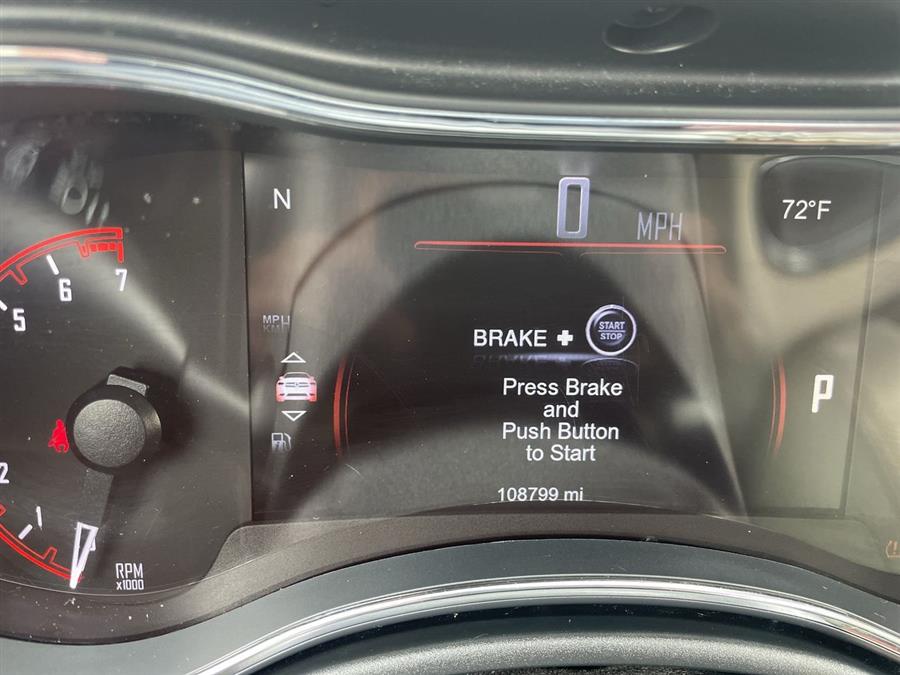 N
0
MPH
72°F
7
6
5
MPH
BRAKE + START
STOP
Press Brake
and
Push Button
to Start
P
2
1
108799 mi
RPM
x1000